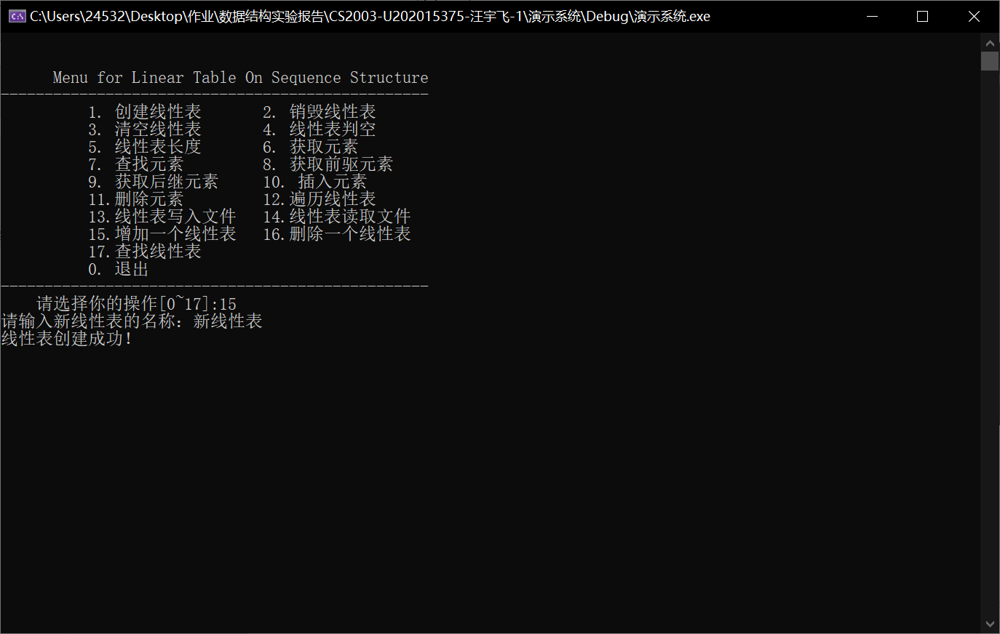 C:\Users\24532\Desktop\作业\数据结构实验报告\CS2003-U202015375-汪宇飞-1\演示系统\Debug\演示系统.exe
Menu for Linear Table On Sequence Structure
-------------------------------------------------
1. 创建线性表 2. 销毁线性表
3. 清空线性表 4. 线性表判空
5. 线性表长度 6. 获取元素
7. 查找元素 8. 获取前驱元素
9. 获取后继元素 10. 插入元素
11.删除元素 12.遍历线性表
13.线性表写入文件 14.线性表读取文件
15.增加一个线性表 16.删除一个线性表
17.查找线性表
0. 退出
-------------------------------------------------
请选择你的操作[0~17]:15
请输入新线性表的名称：新线性表
线性表创建成功！